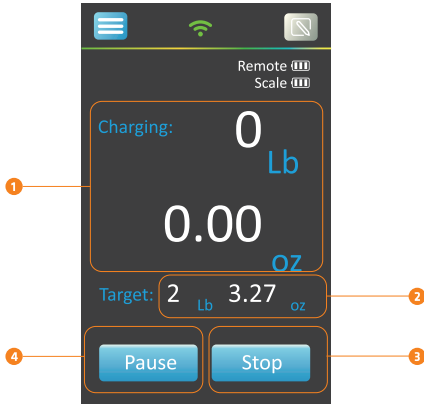 Remote
Scale
Charging: 0
Lb
1
0.00
oz
Target: 2 Lb 3.27 oz
2
4
Pause
Stop
3